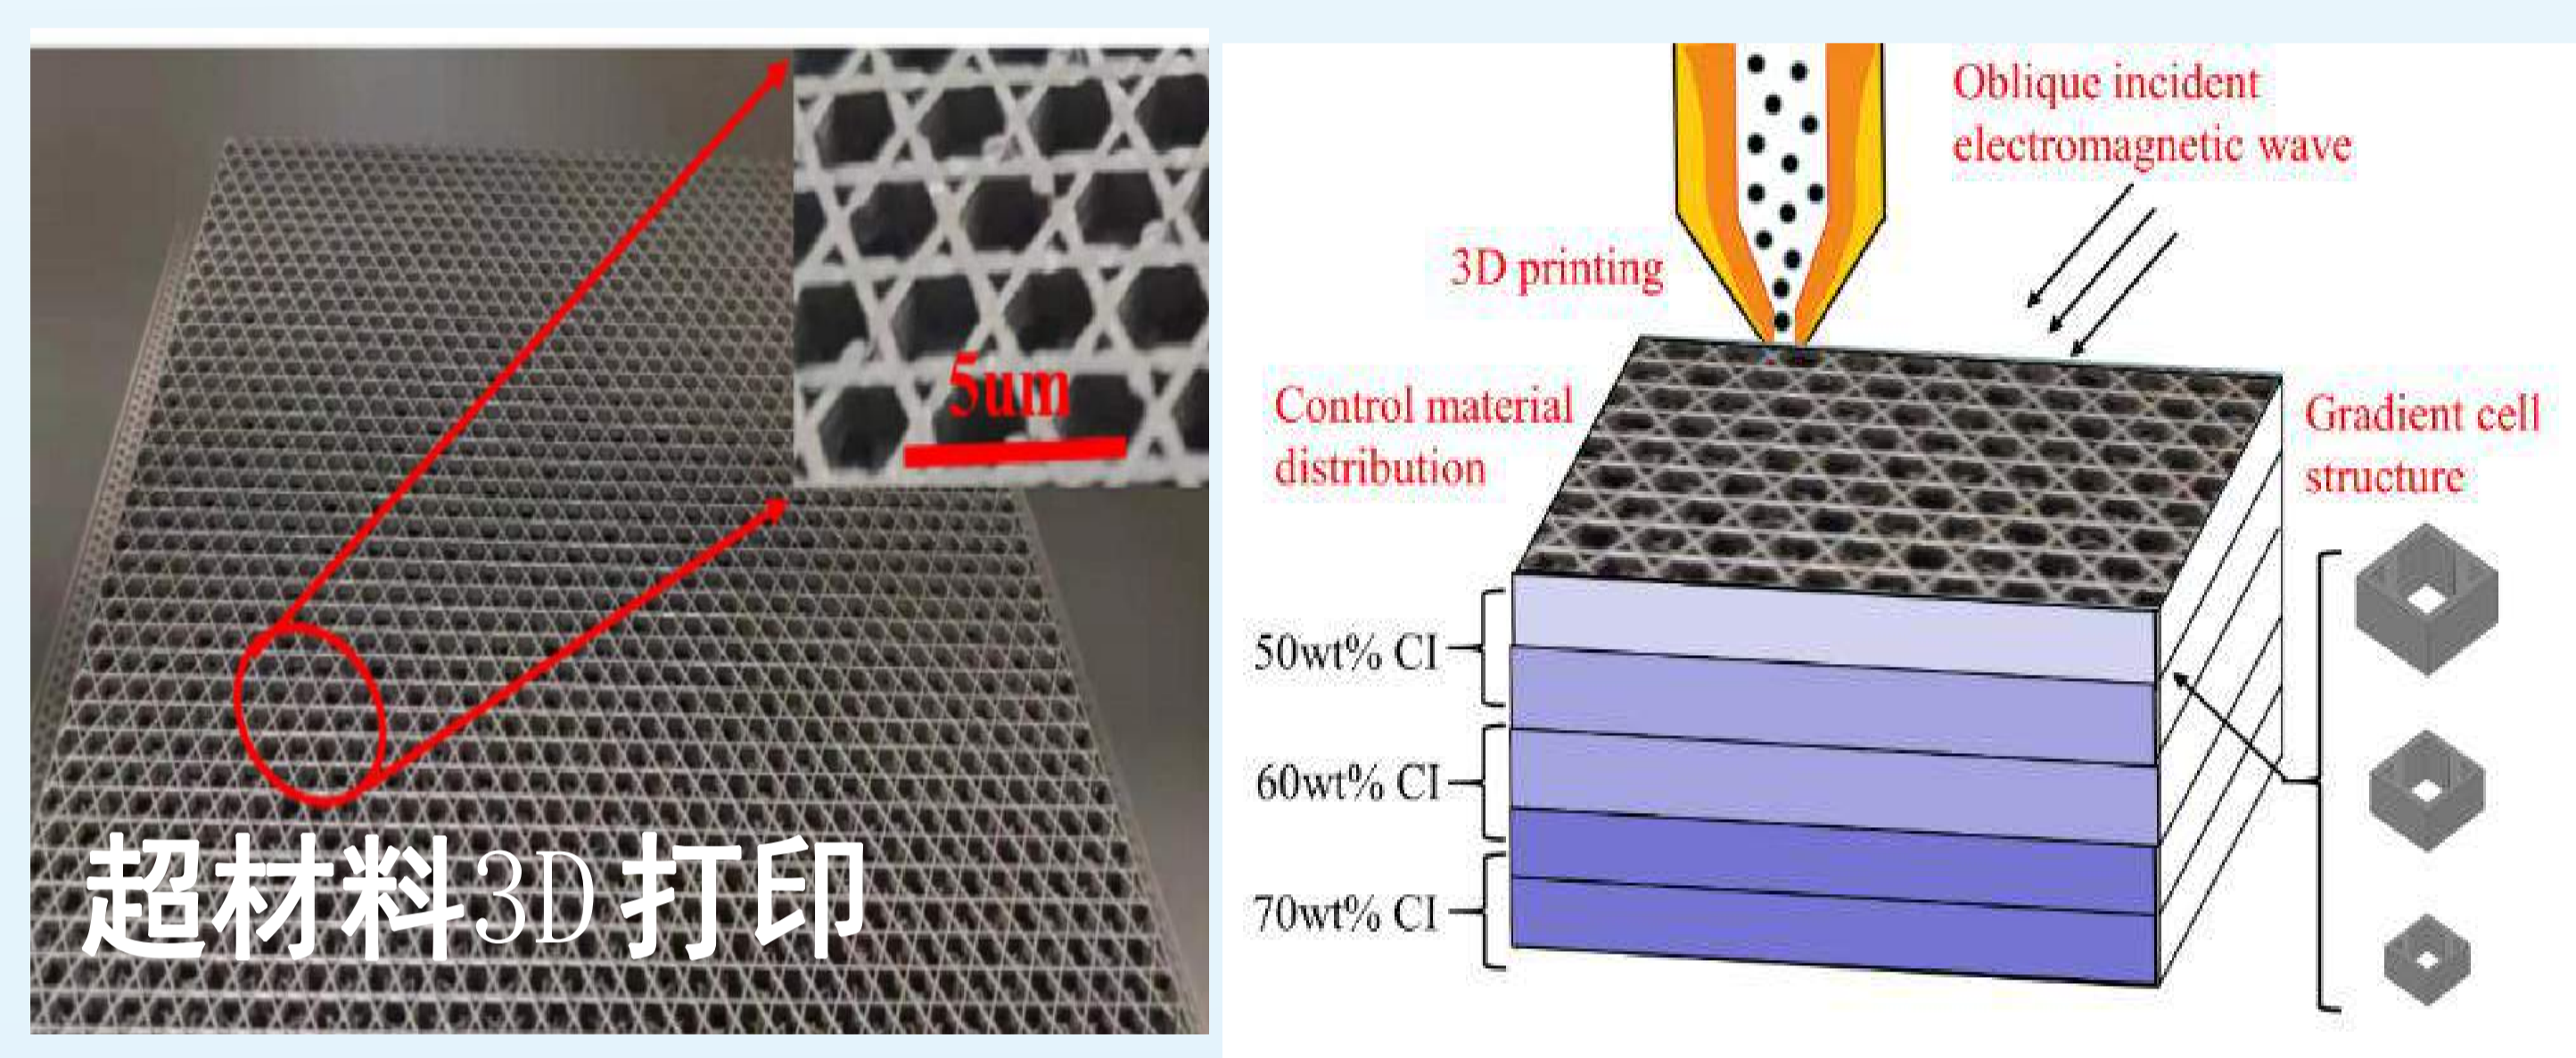 5um
超材料3D打印
Oblique incident
electromagnetic wave
3D printing
Control material
distribution
Gradient cell
structure
50wt% CI
60wt% CI
70wt% CI